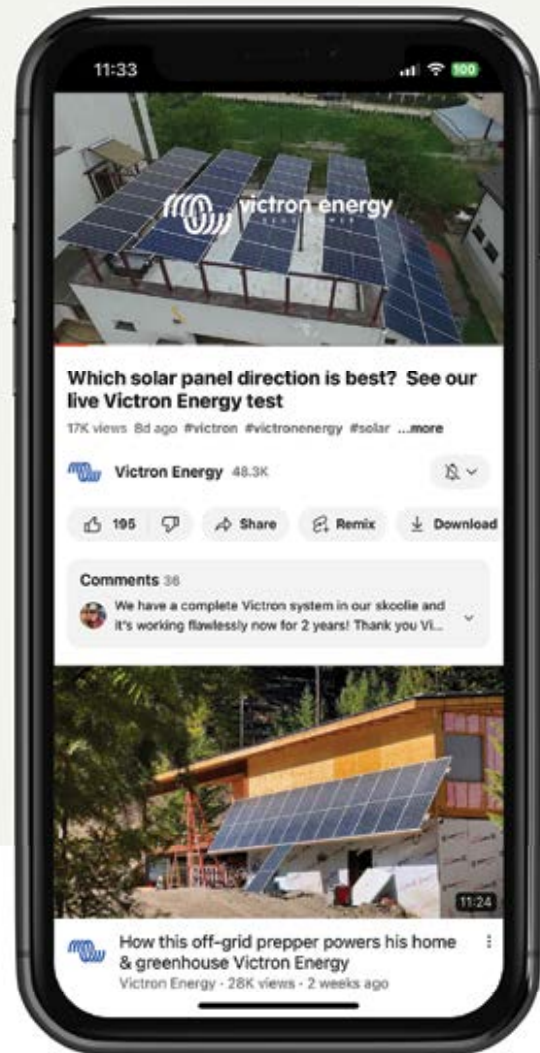 11:33
100
victron energy
Which solar panel direction is best? See our
live Victron Energy test
17K views 8d ago #victron #victronenergy #solar ...more
Victron Energy 48.3K
195 Share Remix Download
Comments 36
We have a complete Victron system in our skoolie and
it's working flawlessly now for 2 years! Thank you Vi...
11:24
How this off-grid prepper powers his home
& greenhouse Victron Energy
Victron Energy · 28K views · 2 weeks ago